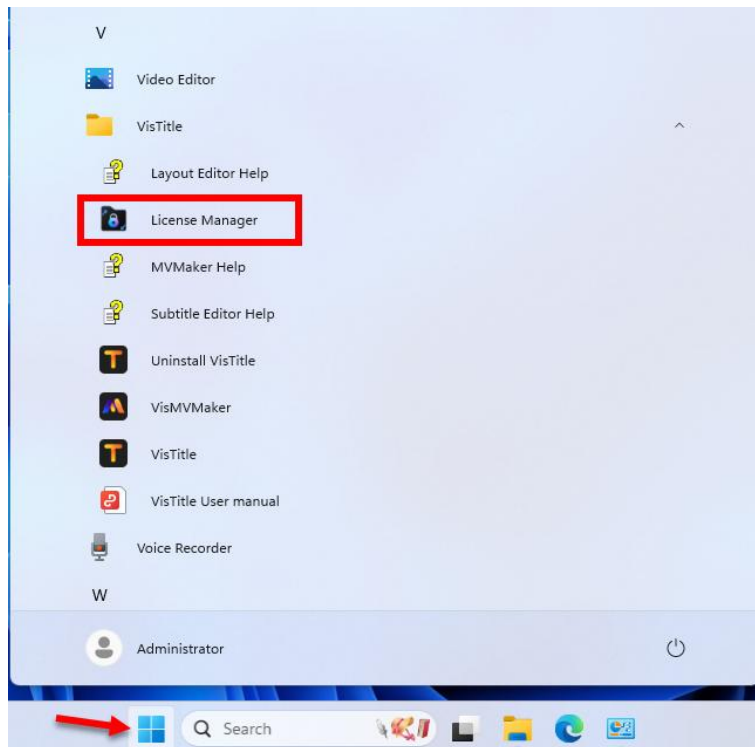 V
Video Editor
VisTitle
Layout Editor Help
License Manager
MVMaker Help
Subtitle Editor Help
Uninstall VisTitle
VisMVMaker
VisTitle
VisTitle User manual
Voice Recorder
W
Administrator
Search